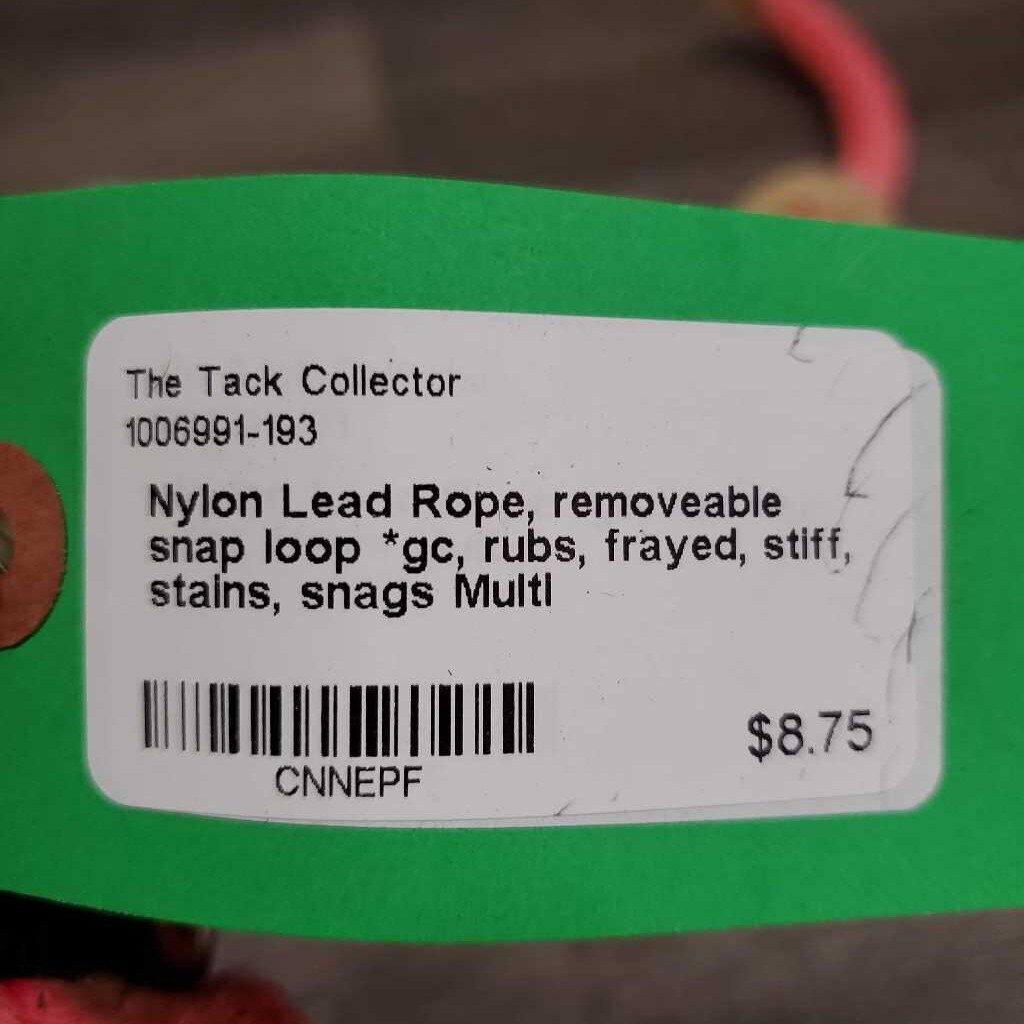 The Tack Collector
1006991-193
Nylon Lead Rope, removeable
snap loop *gc, rubs, frayed, stiff,
stains, snags Multi
CNNEPF
$8.75